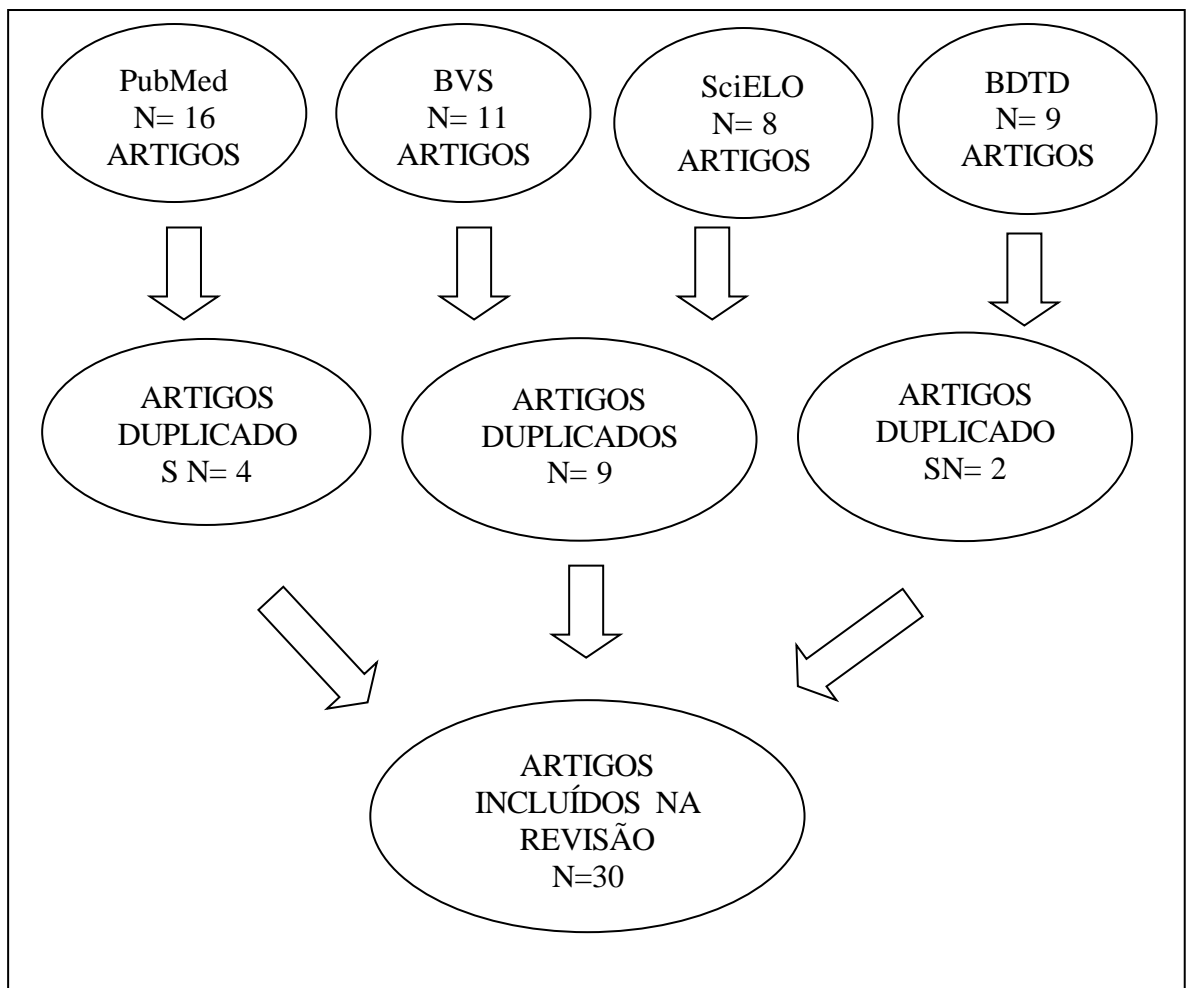 PubMed
N= 16
ARTIGOS
BVS
N= 11
ARTIGOS
SciELO
N= 8
ARTIGOS
BDTD
N= 9
ARTIGOS
ARTIGOS
DUPLICADO
S N= 4
ARTIGOS
DUPLICADOS
N= 9
ARTIGOS
DUPLICADO
SN= 2
ARTIGOS
INCLUÍDOS NA
REVISÃO
N=30